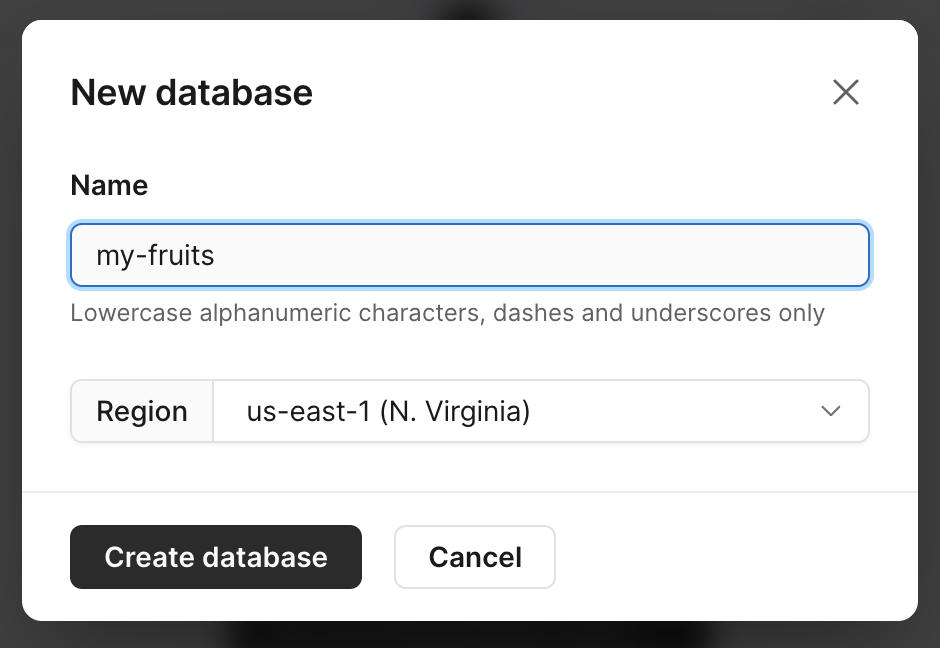 New database
Name
my-fruits
Lowercase alphanumeric characters, dashes and underscores only
Region
us-east-1 (N. Virginia)
Create database
Cancel